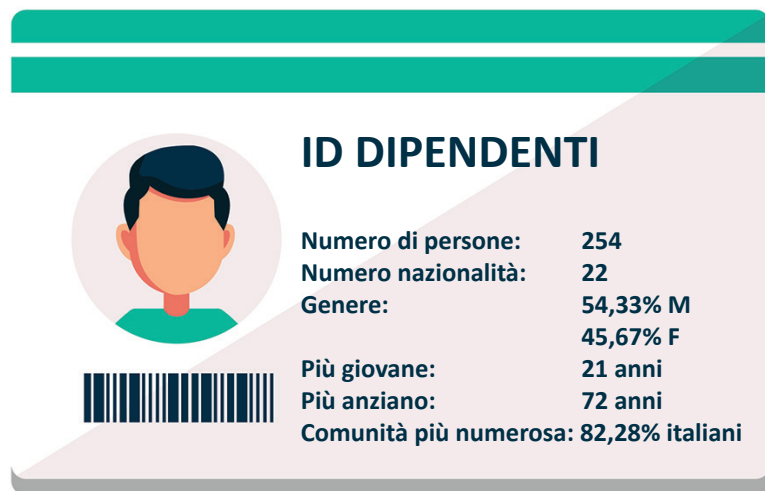 ID DIPENDENTI
Numero di persone: 254
Numero nazionalità: 22
Genere: 54,33% M
45,67% F
Più giovane: 21 anni
Più anziano: 72 anni
Comunità più numerosa: 82,28% italiani